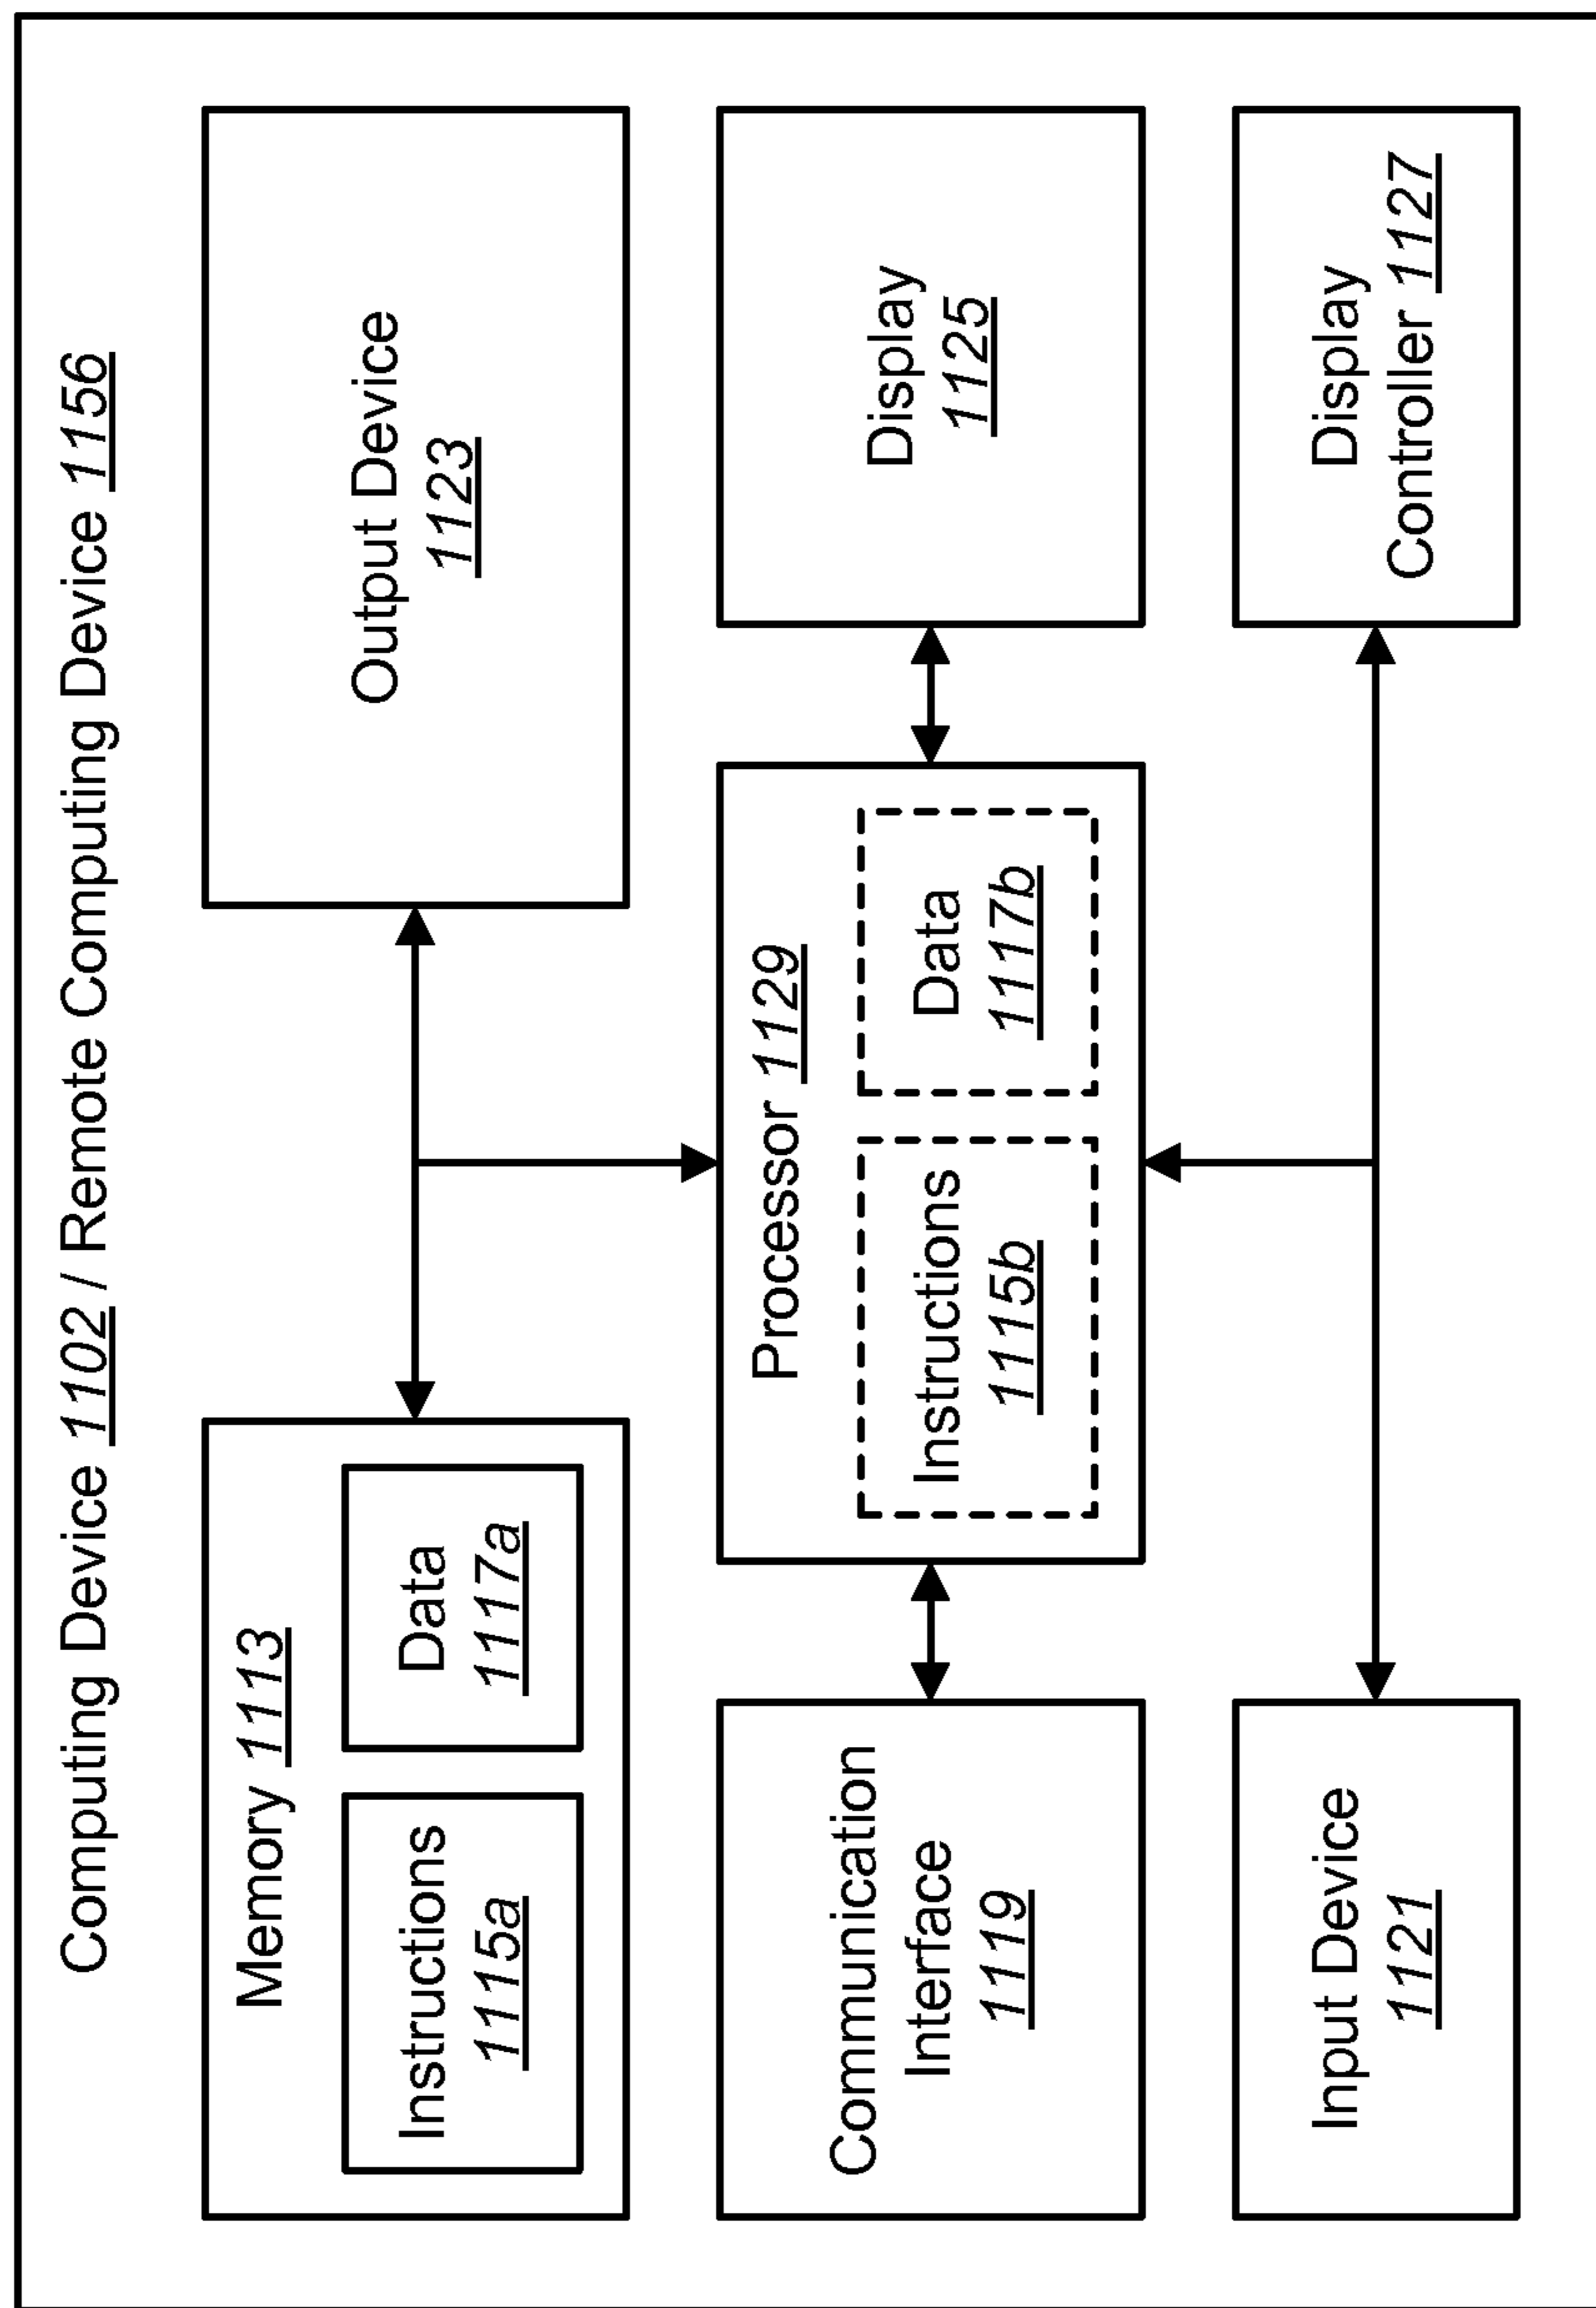 Computing Device 1102 / Remote Computing Device 1156
Memory 1113
Instructions
1115a
Data
1117a
Output Device
1123
Communication
Interface
1119
Processor 1129
Instructions
1115b
Data
1117b
Display
1125
Input Device
1121
Display
Controller 1127